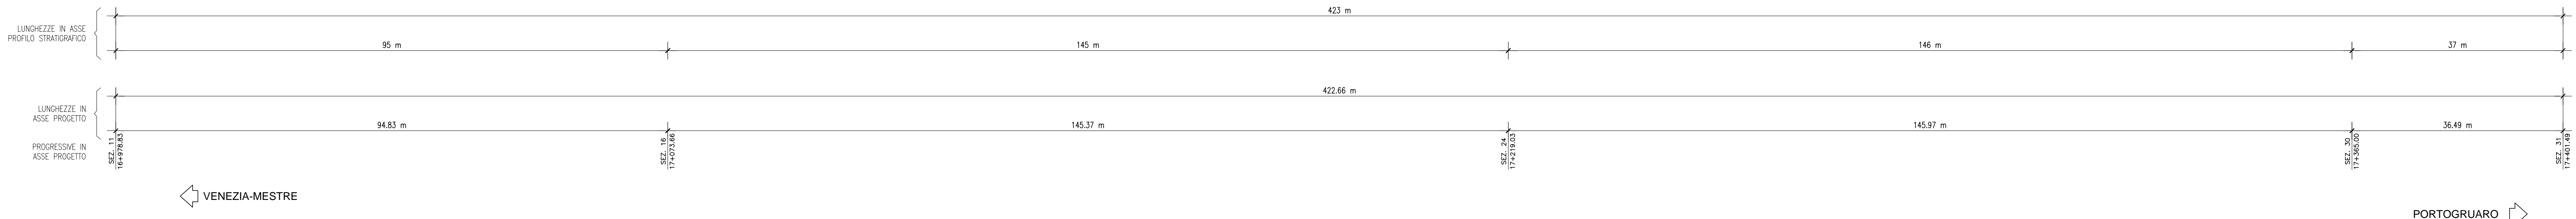 LUNGHEZZE IN ASSE
PROFILO STRATIGRAFICO
423 m
95 m
145 m
146 m
37 m
LUNGHEZZE IN
ASSE PROGETTO
422.66 m
94.83 m
145.37 m
145.97 m
36.49 m
PROGRESSIVE IN
ASSE PROGETTO
SEZ. 11
16+978.83
SEZ. 16
17+073.66
SEZ. 24
17+219.03
SEZ. 30
17+365.00
SEZ. 31
17+401.49
VENEZIA-MESTRE
PORTOGRUARO